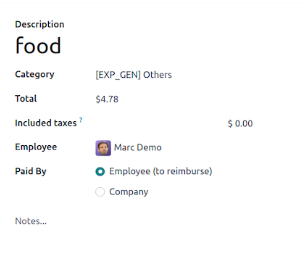 Description
food
Category [EXP_GEN] Others
Total $4.78
Included taxes ? $ 0.00
Employee Marc Demo
Paid By Employee (to reimburse)
Company
Notes...